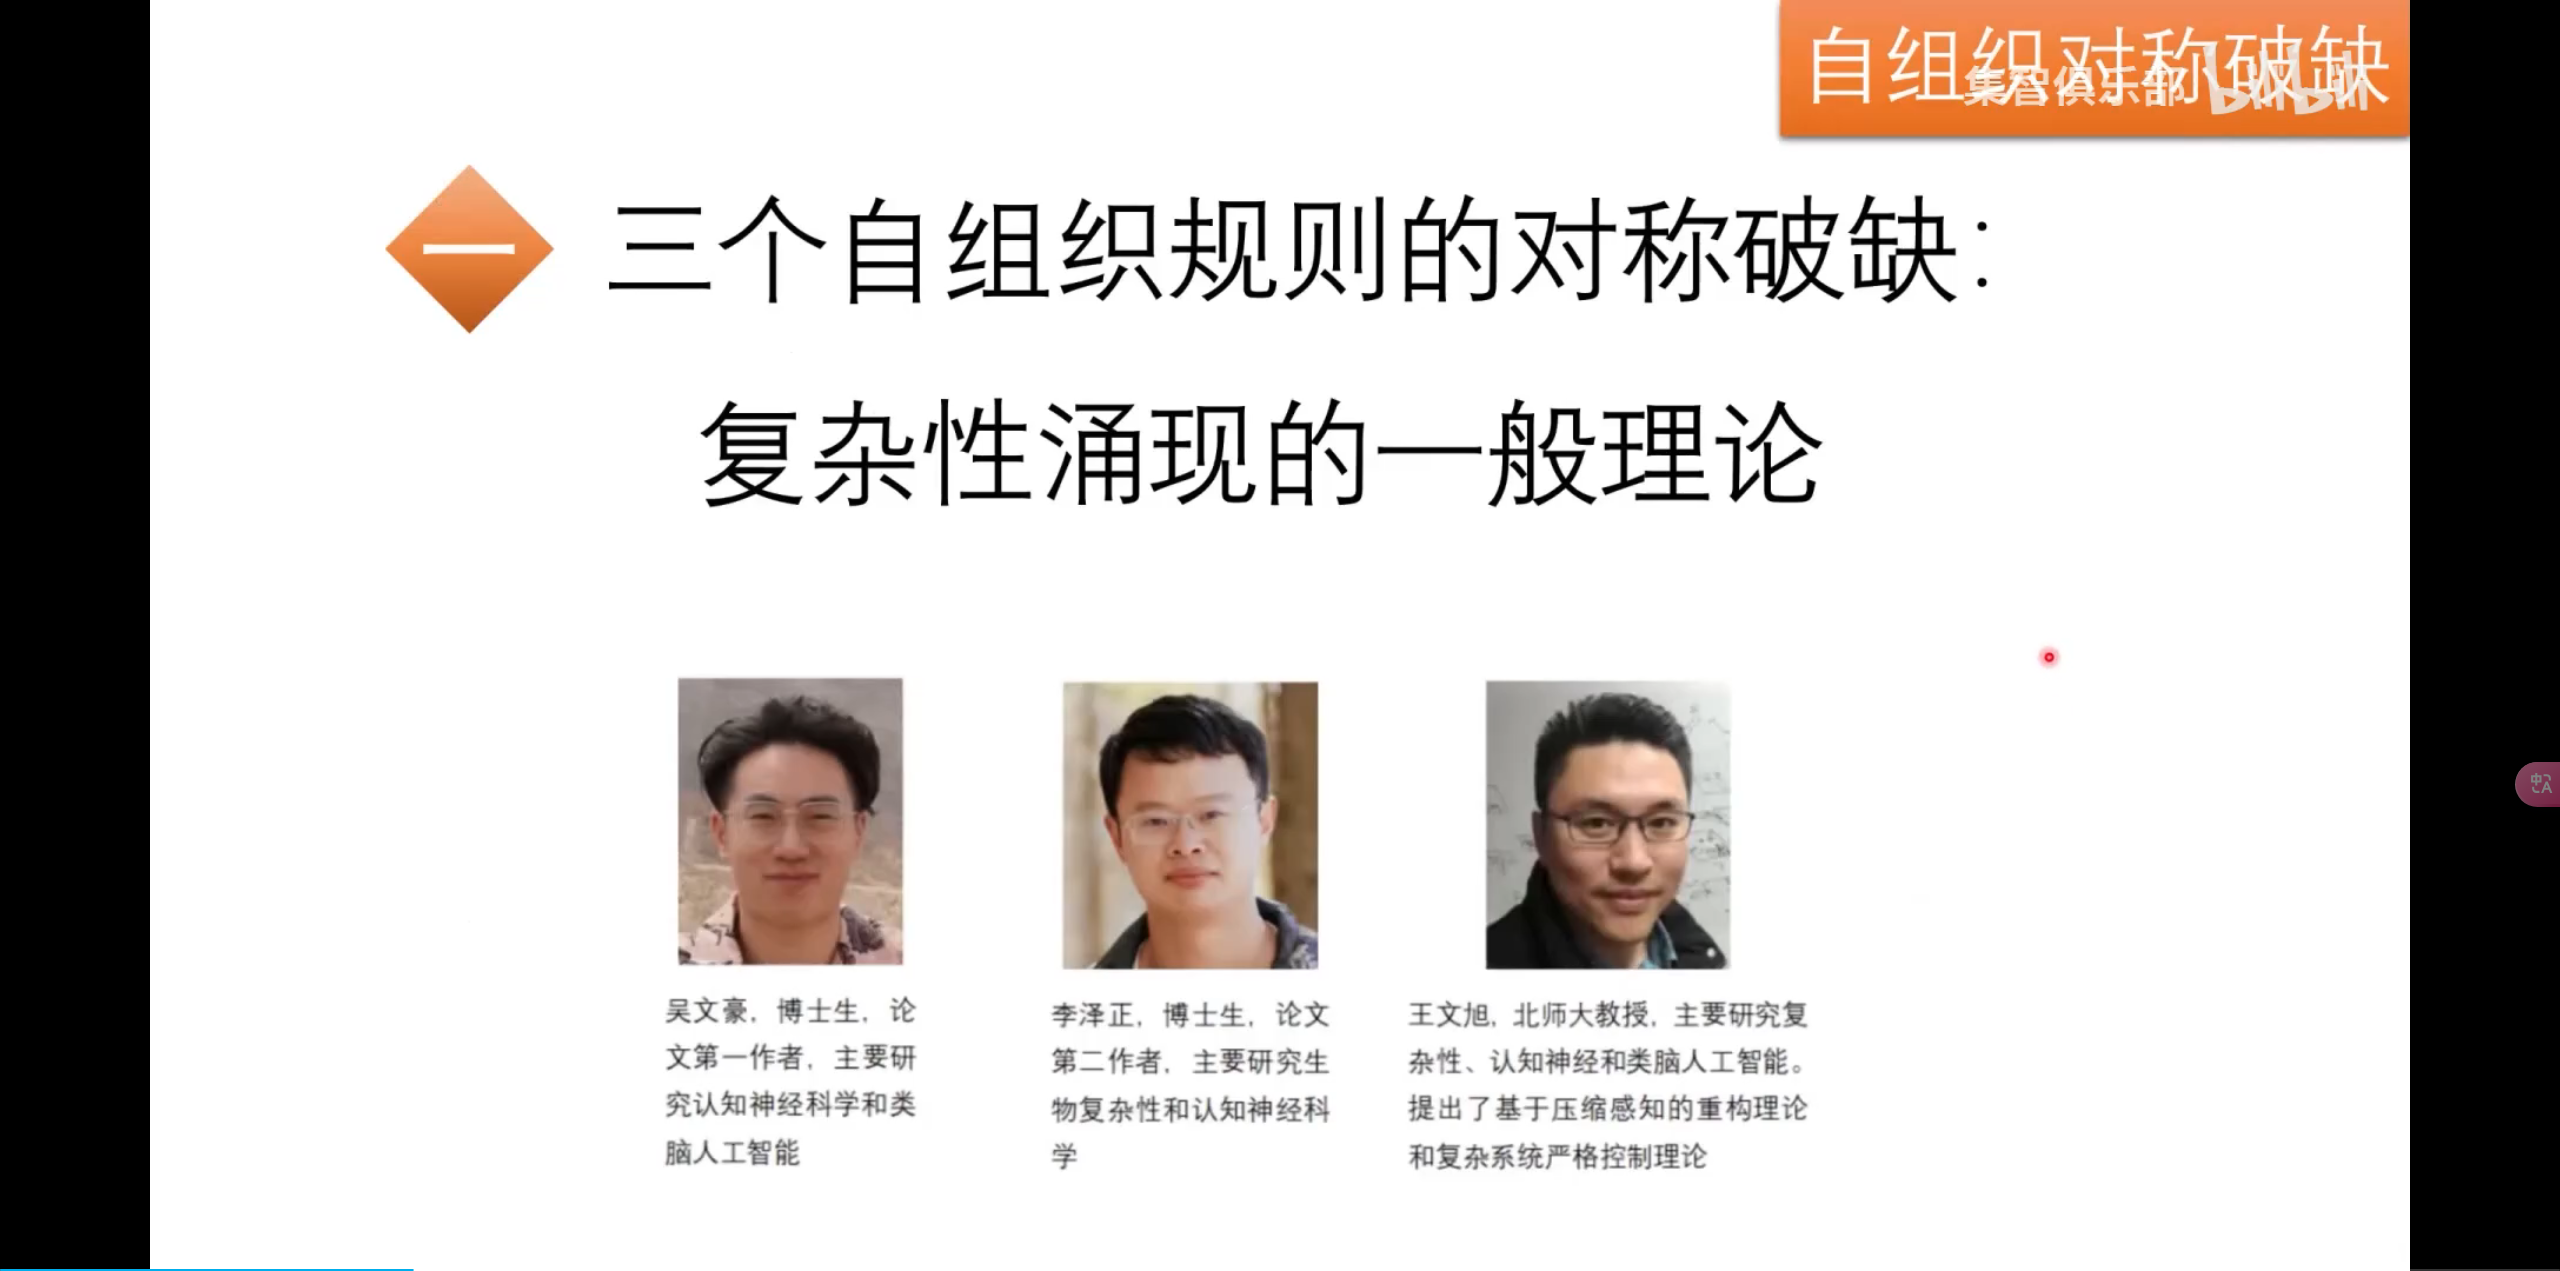 自组织对称破缺
集智俱乐部 bilibili
一
三个自组织规则的对称破缺：
复杂性涌现的一般理论
吴文豪，博士生，论
文第一作者，主要研
究认知神经科学和类
脑人工智能
李泽正，博士生，论文
第二作者，主要研究生
物复杂性和认知神经科
学
王文旭，北师大教授，主要研究复
杂性、认知神经和类脑人工智能。
提出了基于压缩感知的重构理论
和复杂系统严格控制理论
中A